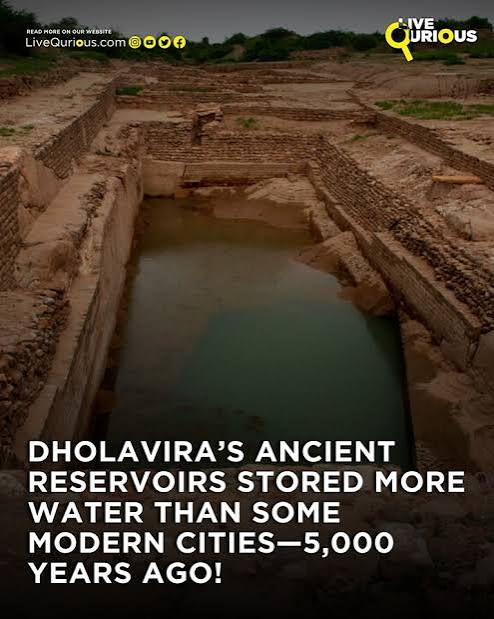 READ MORE ON OUR WEBSITE
LiveQurious.com
LIVE
QURIOUS
DHOLAVIRA'S ANCIENT
RESERVOIRS STORED MORE
WATER THAN SOME
MODERN CITIES—5,000
YEARS AGO!